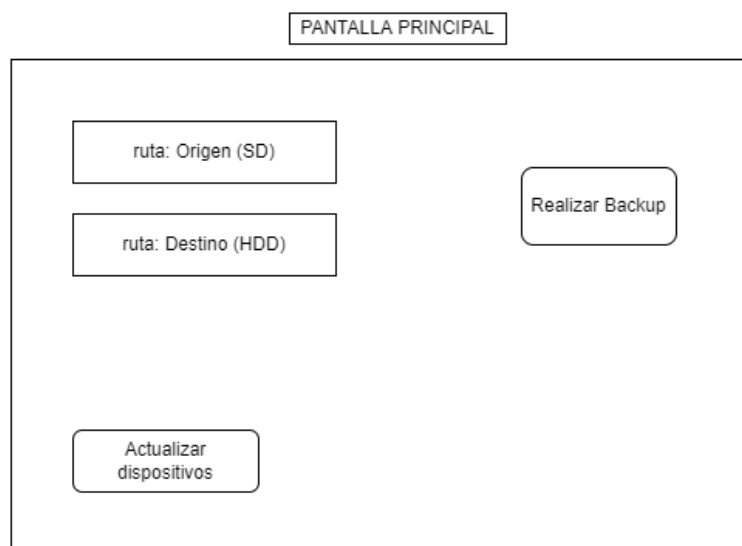 PANTALLA PRINCIPAL
ruta: Origen (SD)
Realizar Backup
ruta: Destino (HDD)
Actualizar
dispositivos